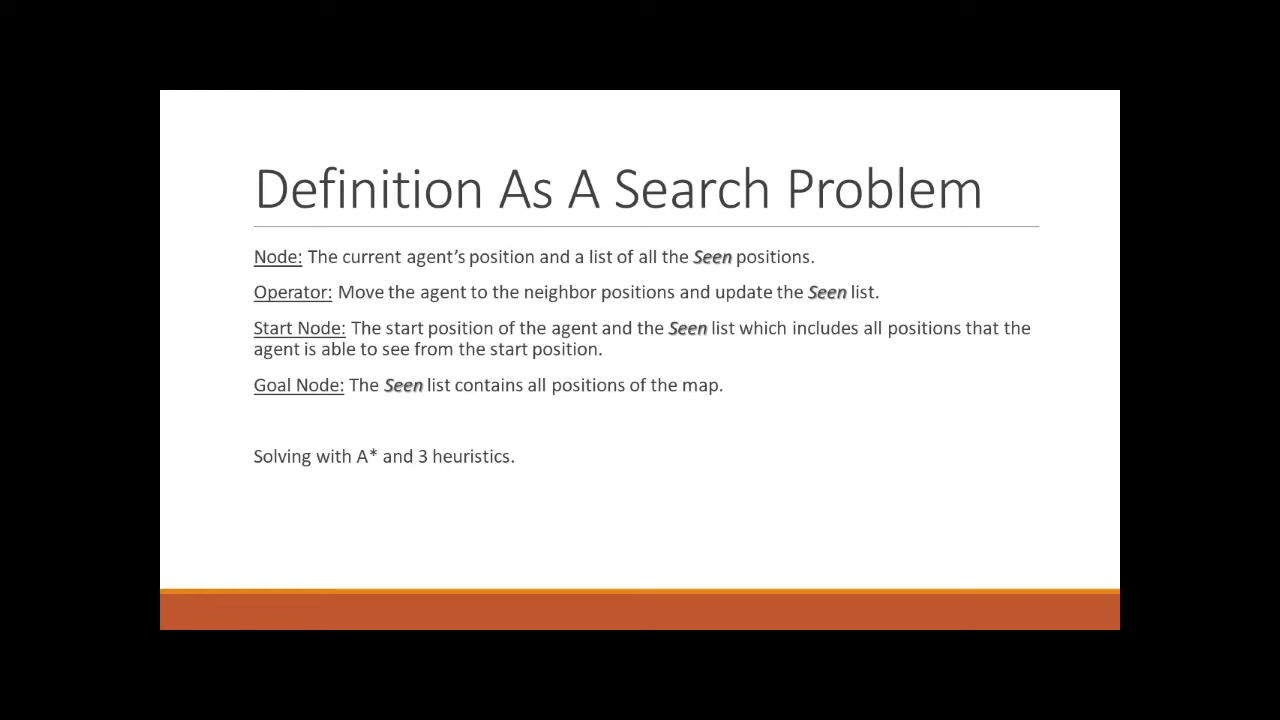 Definition As A Search Problem
Node: The current agent’s position and a list of all the Seen positions.
Operator: Move the agent to the neighbor positions and update the Seen list.
Start Node: The start position of the agent and the Seen list which includes all positions that the
agent is able to see from the start position.
Goal Node: The Seen list contains all positions of the map.
Solving with A* and 3 heuristics.